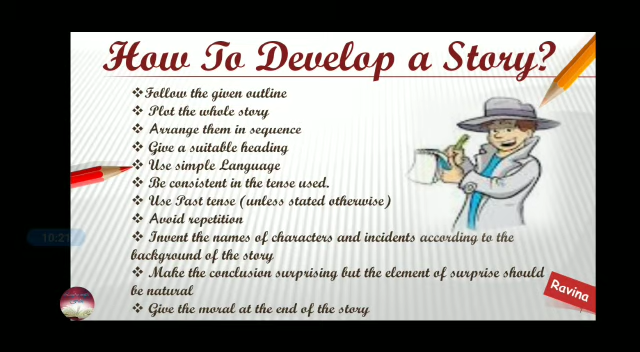 How To Develop a Story?
❖Follow the given outline
❖ Plot the whole story
❖ Arrange them in sequence
❖ Give a suitable heading
❖ Use simple Language
❖ Be consistent in the tense used.
❖ Use Past tense (unless stated otherwise)
❖ Avoid repetition
❖ Invent the names of characters and incidents according to the
background of the story
❖ Make the conclusion surprising but the element of surprise should
be natural
❖ Give the moral at the end of the story
10:21
Ravina